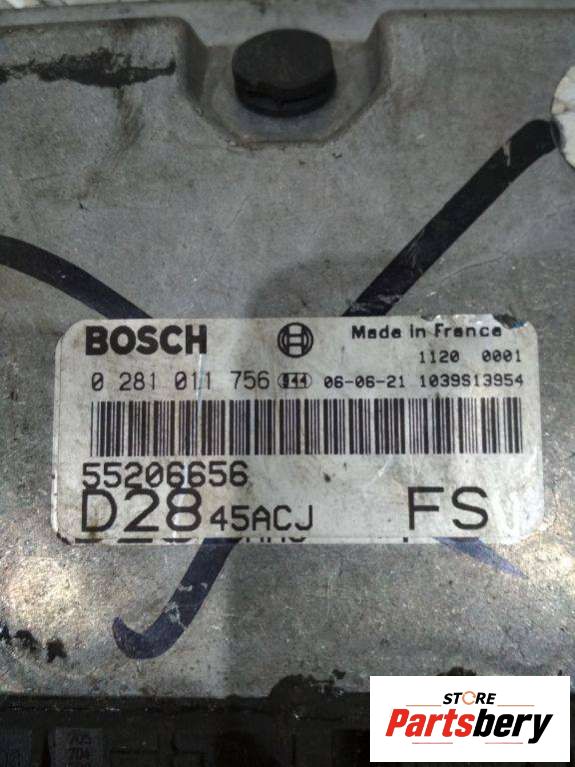 BOSCH Made in France
1120 0001
0 281 011 756 944 06-06-21 1039S13954
55206656
D28 45ACJ FS
STORE
Partsbery